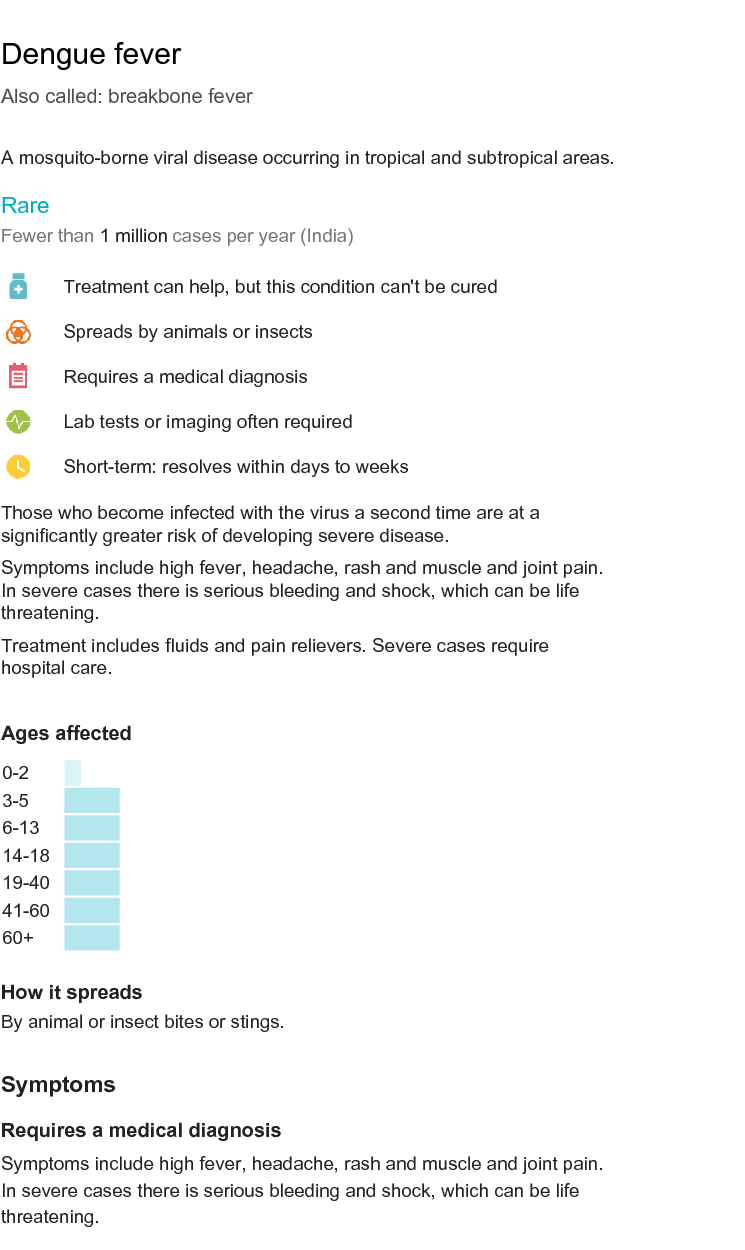 Dengue fever
Also called: breakbone fever
A mosquito-borne viral disease occurring in tropical and subtropical areas.
Rare
Fewer than 1 million cases per year (India)
Treatment can help, but this condition can't be cured
Spreads by animals or insects
Requires a medical diagnosis
Lab tests or imaging often required
Short-term: resolves within days to weeks
Those who become infected with the virus a second time are at a
significantly greater risk of developing severe disease.
Symptoms include high fever, headache, rash and muscle and joint pain.
In severe cases there is serious bleeding and shock, which can be life
threatening.
Treatment includes fluids and pain relievers. Severe cases require
hospital care.
Ages affected
0-2
3-5
6-13
14-18
19-40
41-60
60+
How it spreads
By animal or insect bites or stings.
Symptoms
Requires a medical diagnosis
Symptoms include high fever, headache, rash and muscle and joint pain.
In severe cases there is serious bleeding and shock, which can be life
threatening.